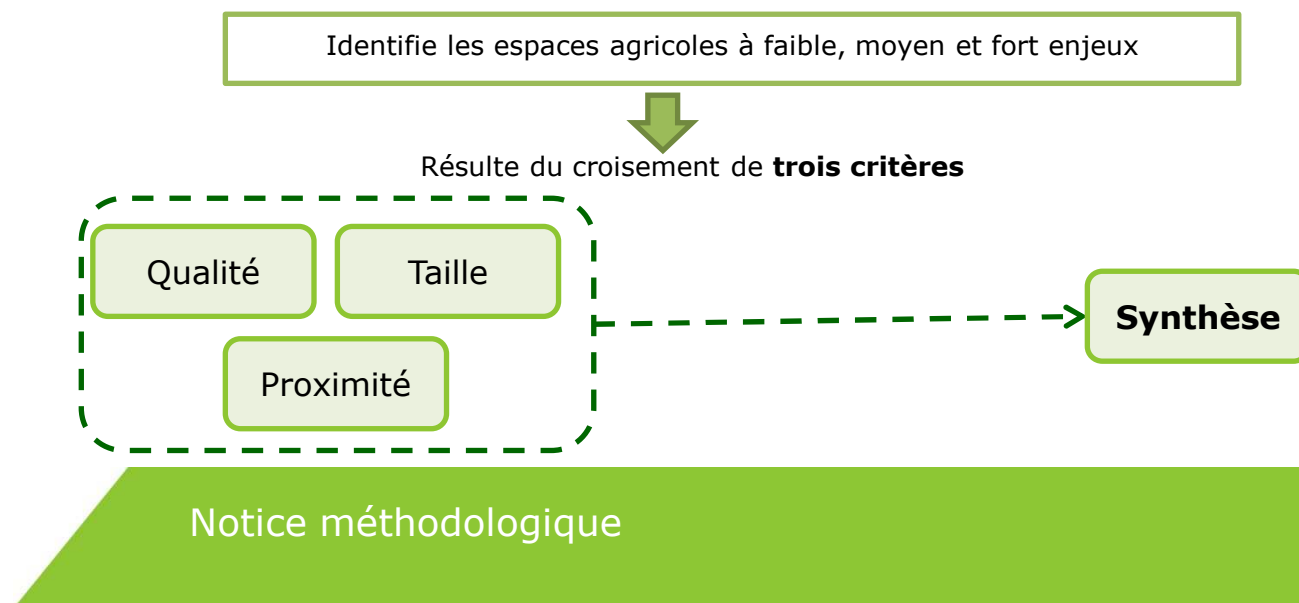 Identifie les espaces agricoles à faible, moyen et fort enjeux
Résulte du croisement de trois critères
Qualité
Taille
Proximité
Synthèse
Notice méthodologique